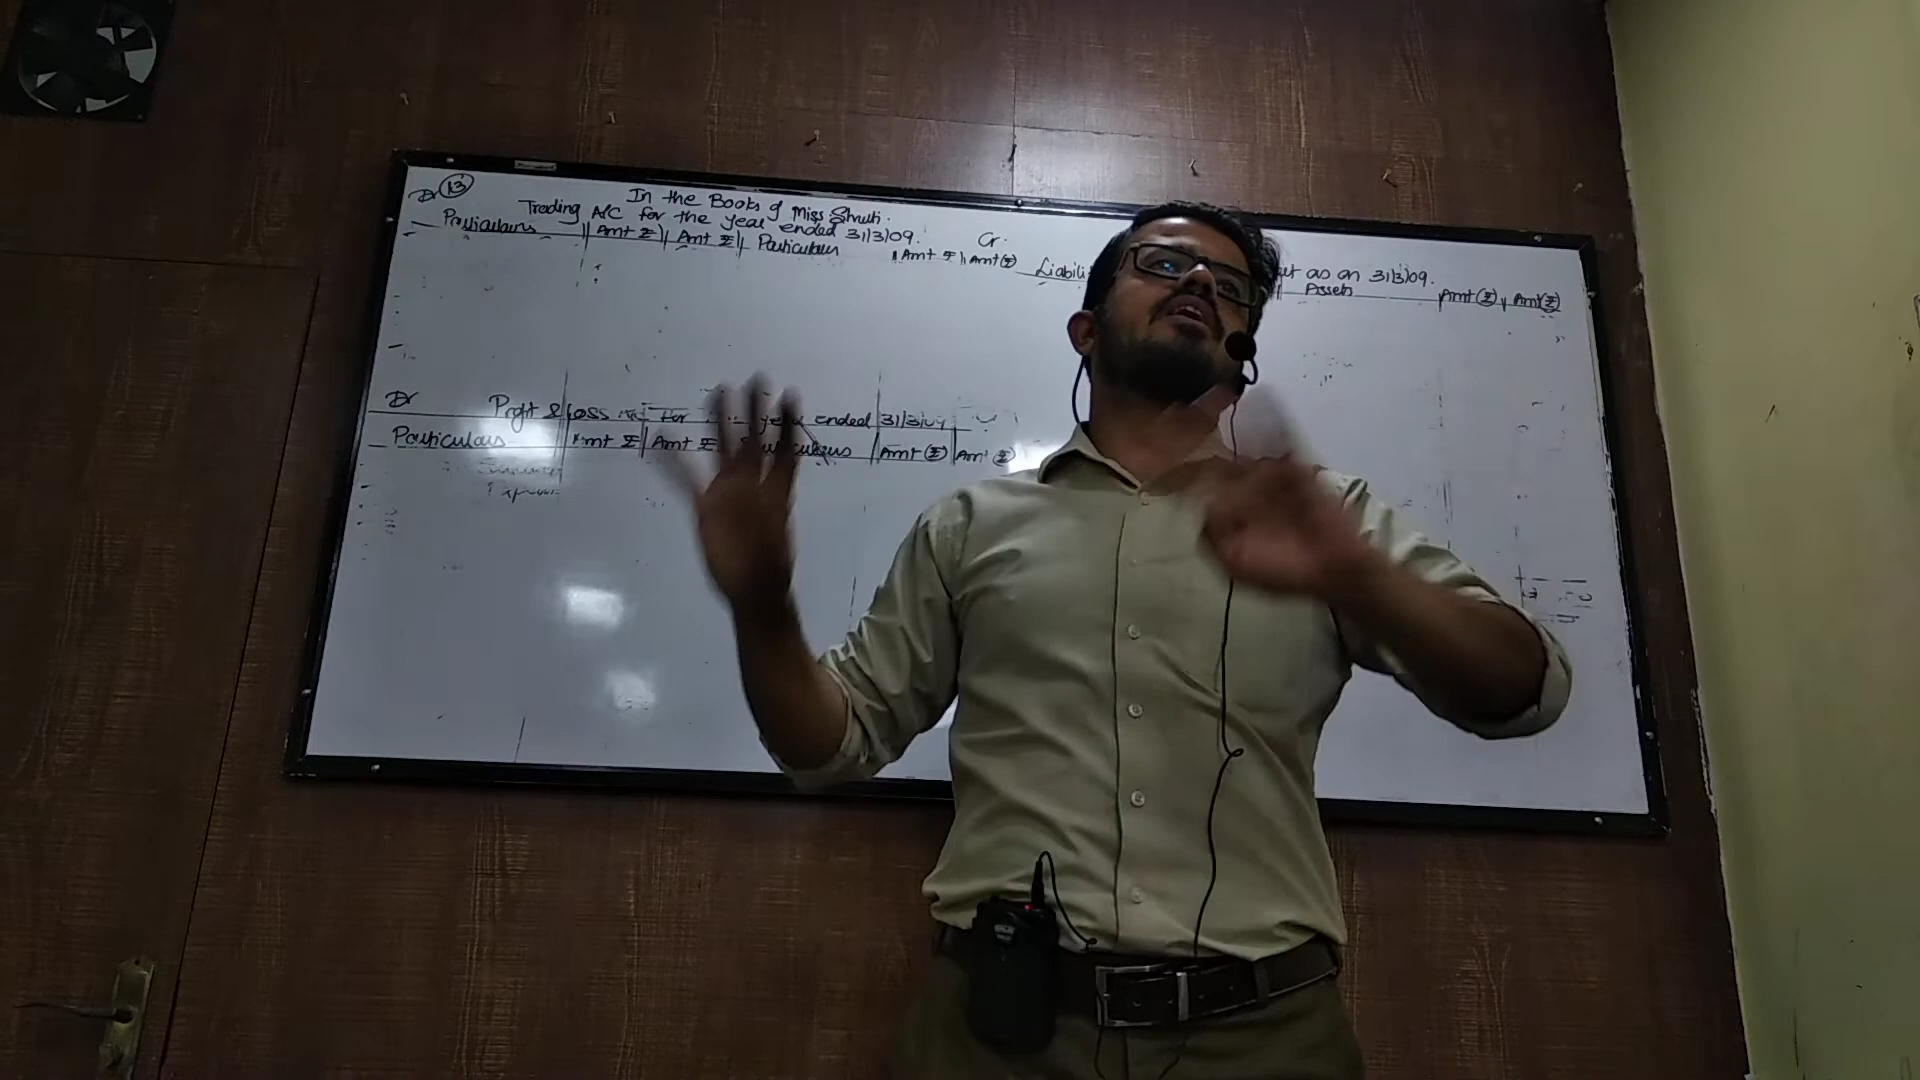 Dr 13
In the Books of Miss Shruti.
Trading A/C for the year ended 31/3/09. Cr.
Particulars Amt ₹ Amt ₹ Particulars Amt ₹ Amt (₹)
as on 31/3/09.
Liabili
Assets Amt (₹) Amt (₹)
Dr Profit & Loss for year ended 31/3/09
Particulars Amt ₹ Amt ₹ Amt (₹) Amt (₹)